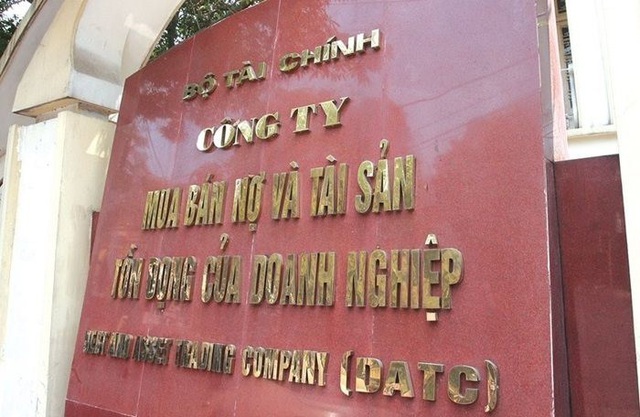 BỘ TÀI CHÍNH
CÔNG TY
MUA BÁN NỢ VÀ TÀI SẢN
TỒN ĐỌNG CỦA DOANH NGHIỆP
DEBT AND ASSET TRADING COMPANY (DATC)